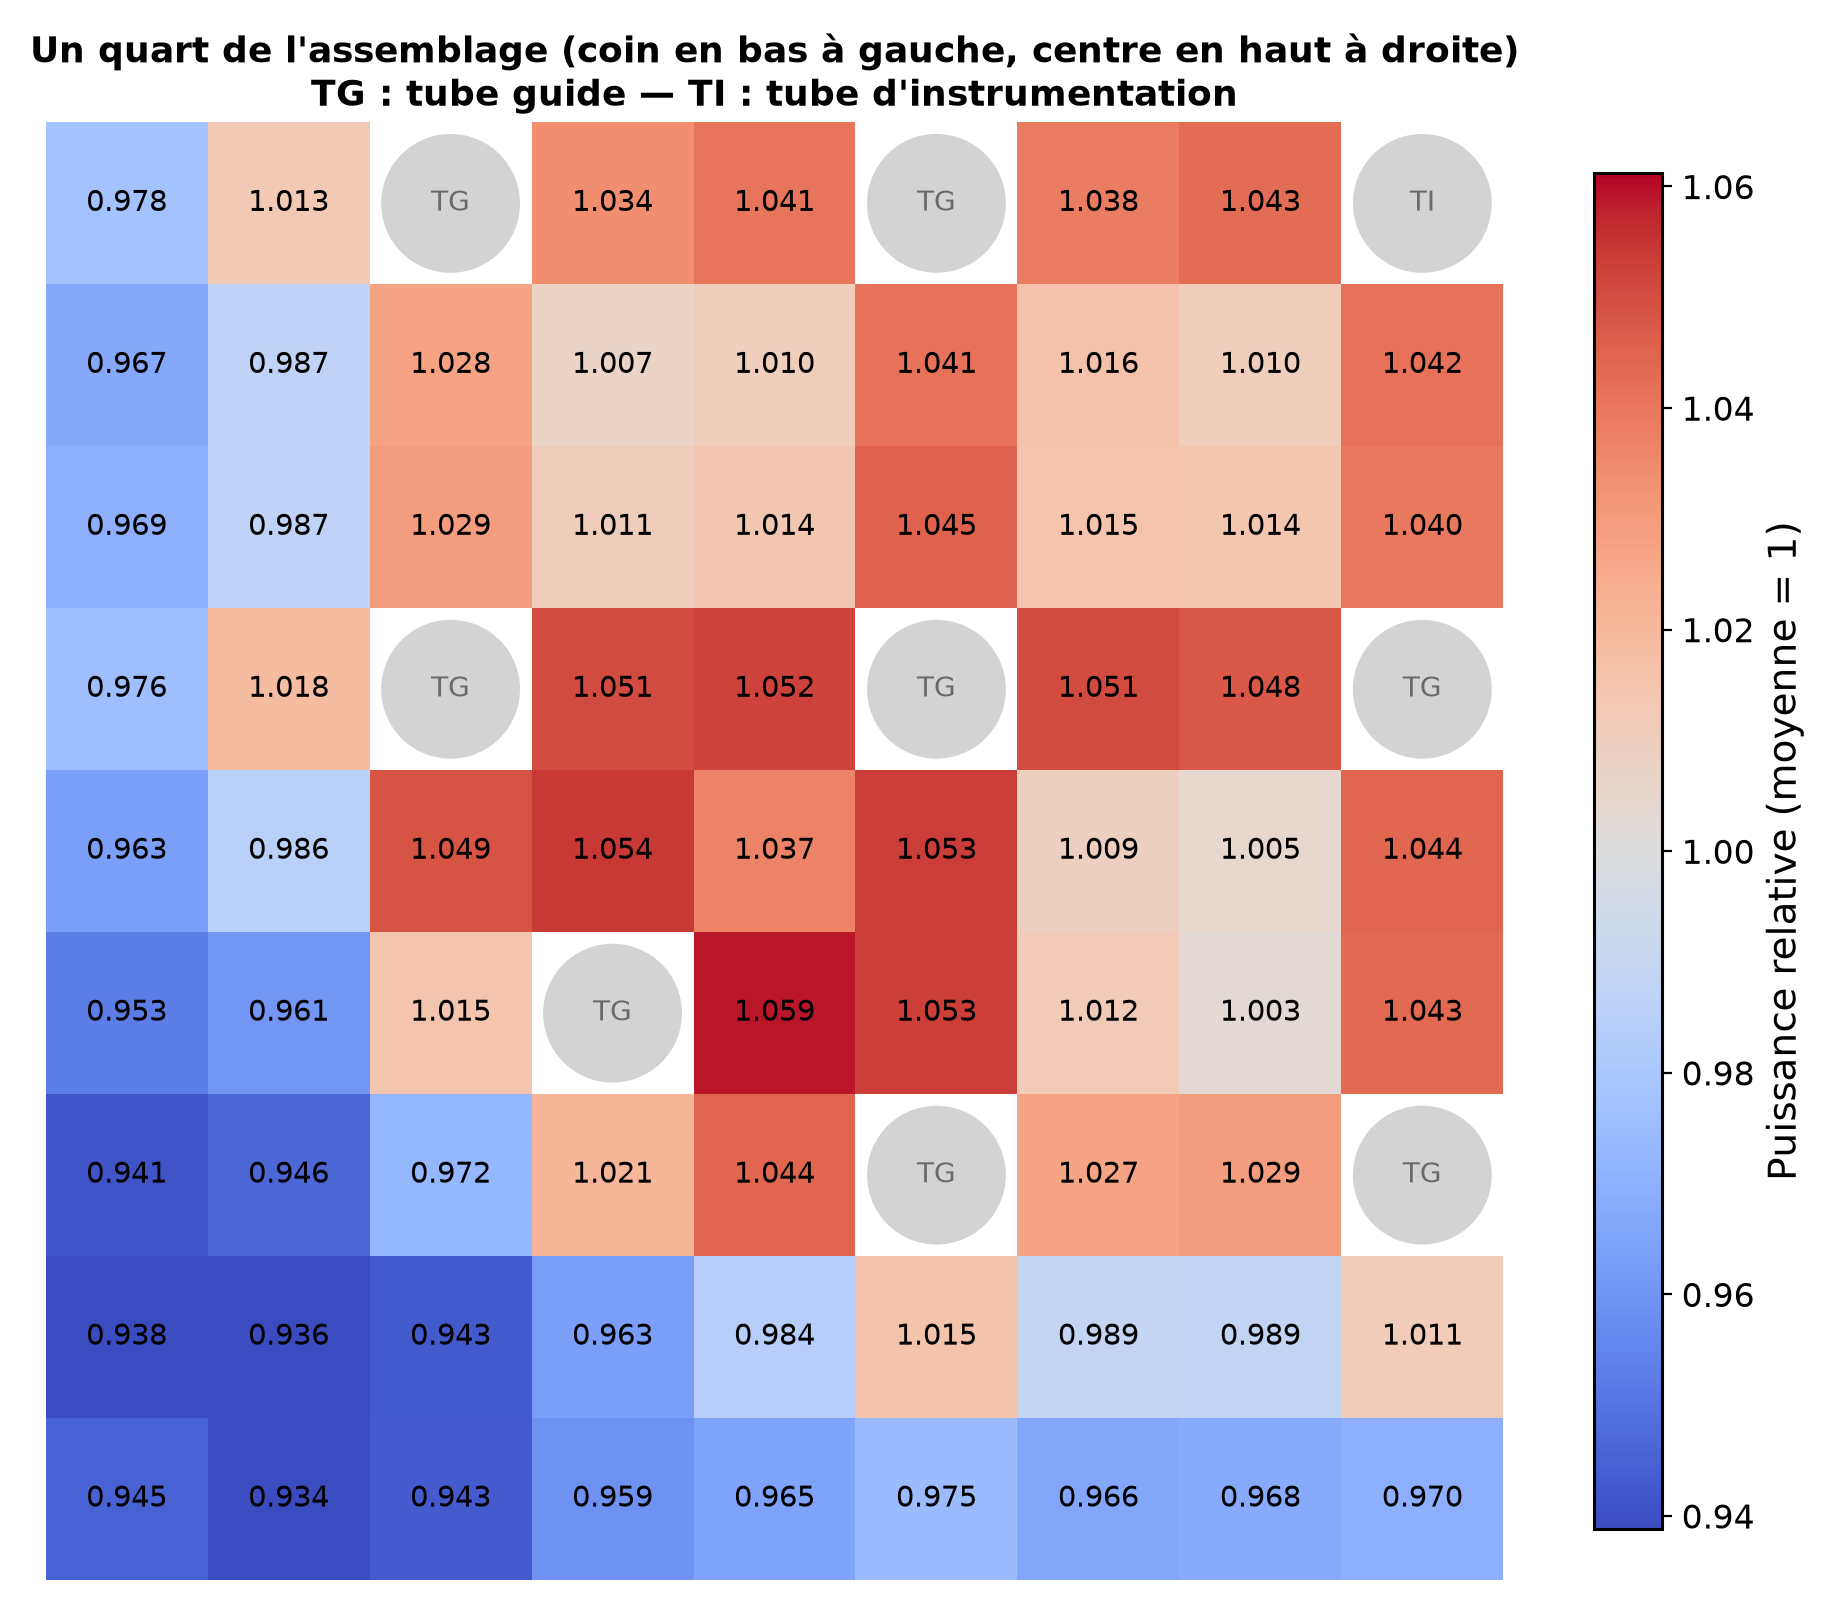 Un quart de l'assemblage (coin en bas à gauche, centre en haut à droite)
TG : tube guide — TI : tube d'instrumentation
0.978 1.013 TG 1.034 1.041 TG 1.038 1.043 TI
0.967 0.987 1.028 1.007 1.010 1.041 1.016 1.010 1.042
0.969 0.987 1.029 1.011 1.014 1.045 1.015 1.014 1.040
0.976 1.018 TG 1.051 1.052 TG 1.051 1.048 TG
0.963 0.986 1.049 1.054 1.037 1.053 1.009 1.005 1.044
0.953 0.961 1.015 TG 1.059 1.053 1.012 1.003 1.043
0.941 0.946 0.972 1.021 1.044 TG 1.027 1.029 TG
0.938 0.936 0.943 0.963 0.984 1.015 0.989 0.989 1.011
0.945 0.934 0.943 0.959 0.965 0.975 0.966 0.968 0.970
1.06
1.04
1.02
1.00
0.98
0.96
0.94
Puissance relative (moyenne = 1)